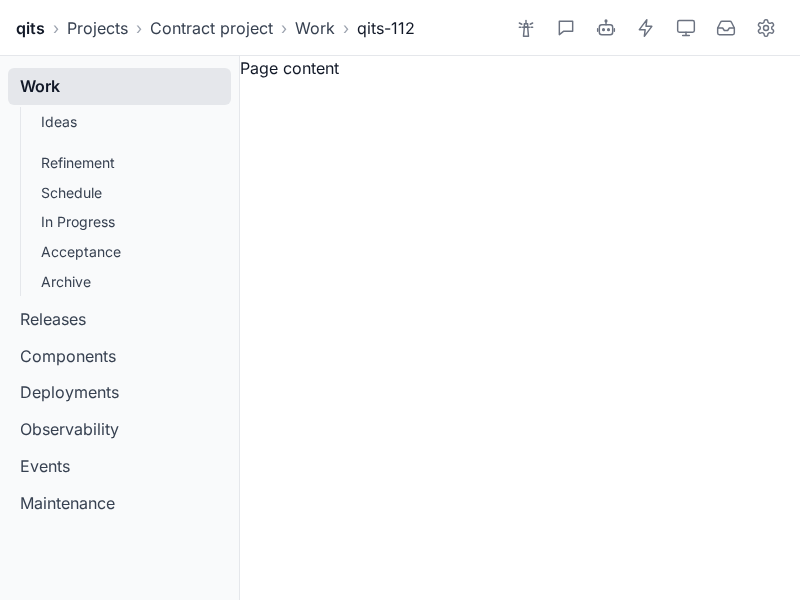 qits › Projects › Contract project › Work › qits-112
Work
Ideas
Refinement
Schedule
In Progress
Acceptance
Archive
Releases
Components
Deployments
Observability
Events
Maintenance
Page content